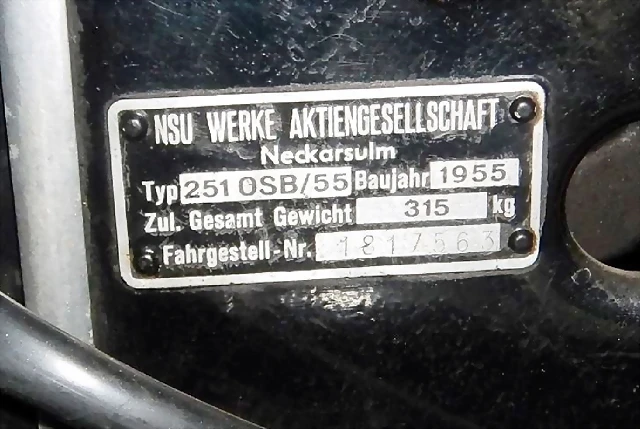 NSU WERKE AKTIENGESELLSCHAFT
Neckarsulm
Typ 251 OSB/55 Baujahr 1955
Zul. Gesamt Gewicht 315 kg
Fahrgestell-Nr. 1817563